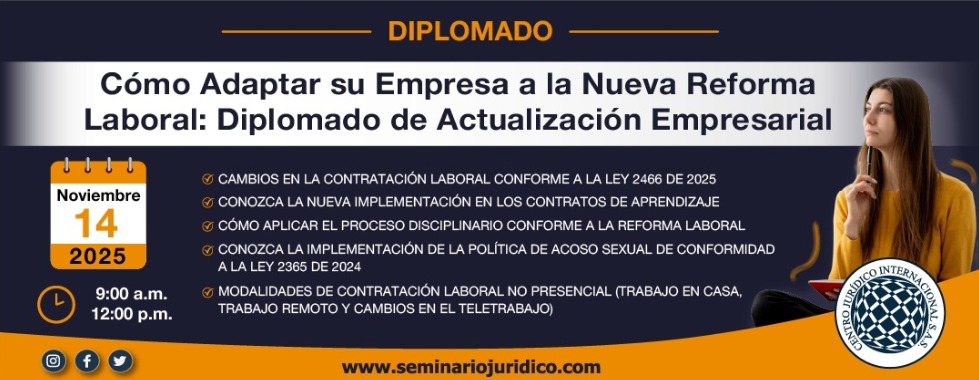 DIPLOMADO
Cómo Adaptar su Empresa a la Nueva Reforma
Laboral: Diplomado de Actualización Empresarial
Noviembre
14
2025
9:00 a.m.
12:00 p.m.
CAMBIOS EN LA CONTRATACIÓN LABORAL CONFORME A LA LEY 2466 DE 2025
CONOZCA LA NUEVA IMPLEMENTACIÓN EN LOS CONTRATOS DE APRENDIZAJE
CÓMO APLICAR EL PROCESO DISCIPLINARIO CONFORME A LA REFORMA LABORAL
CONOZCA LA IMPLEMENTACIÓN DE LA POLÍTICA DE ACOSO SEXUAL DE CONFORMIDAD
A LA LEY 2365 DE 2024
MODALIDADES DE CONTRATACIÓN LABORAL NO PRESENCIAL (TRABAJO EN CASA,
TRABAJO REMOTO Y CAMBIOS EN EL TELETRABAJO)
CENTRO JURÍDICO INTERNACIONAL S.A.S.
www.seminariojuridico.com